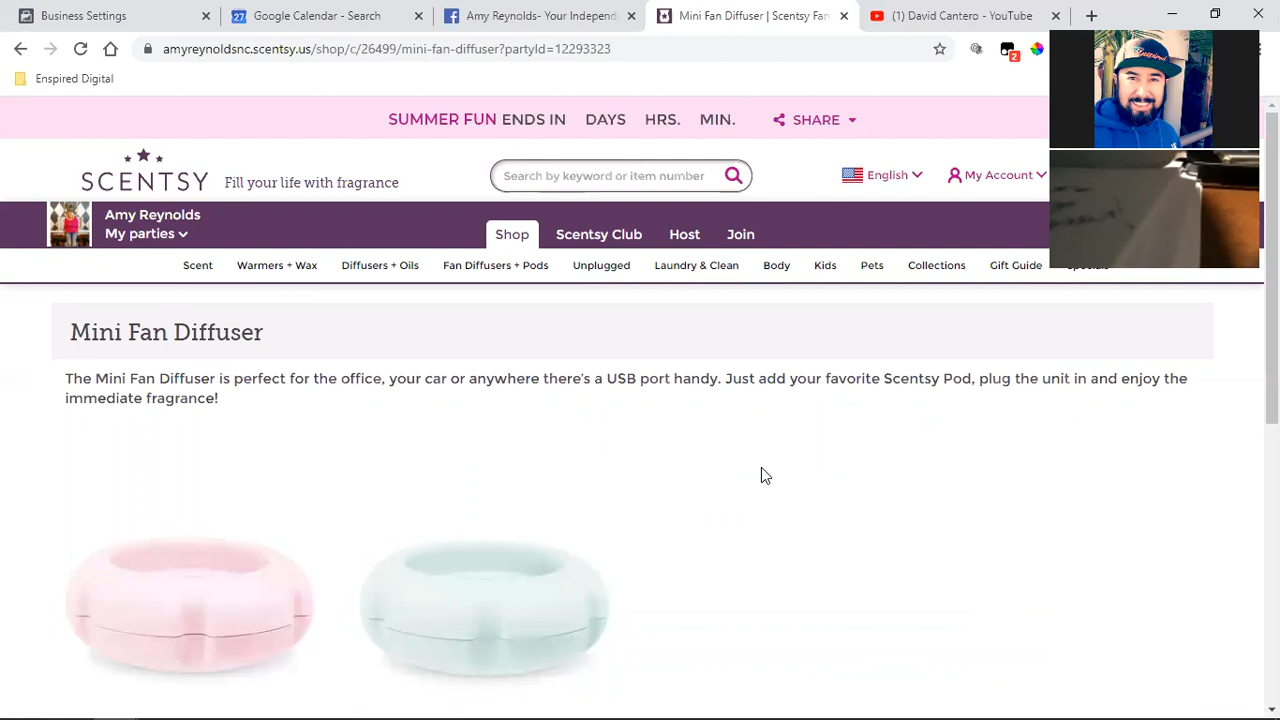 Business Settings
Google Calendar - Search
Amy Reynolds- Your Independ
Mini Fan Diffuser | Scentsy Fan
(1) David Cantero - YouTube
amyreynoldsnc.scentsy.us/shop/c/26499/mini-fan-diffuser?partyId=12293323
2
Enspired Digital
SUMMER FUN ENDS IN DAYS HRS. MIN. SHARE
SCENTSY Fill your life with fragrance
Search by keyword or item number
English
My Account
Amy Reynolds
My parties
Shop Scentsy Club Host Join
Scent Warmers + Wax Diffusers + Oils Fan Diffusers + Pods Unplugged Laundry & Clean Body Kids Pets Collections Gift Guide
Mini Fan Diffuser
The Mini Fan Diffuser is perfect for the office, your car or anywhere there's a USB port handy. Just add your favorite Scentsy Pod, plug the unit in and enjoy the
immediate fragrance!